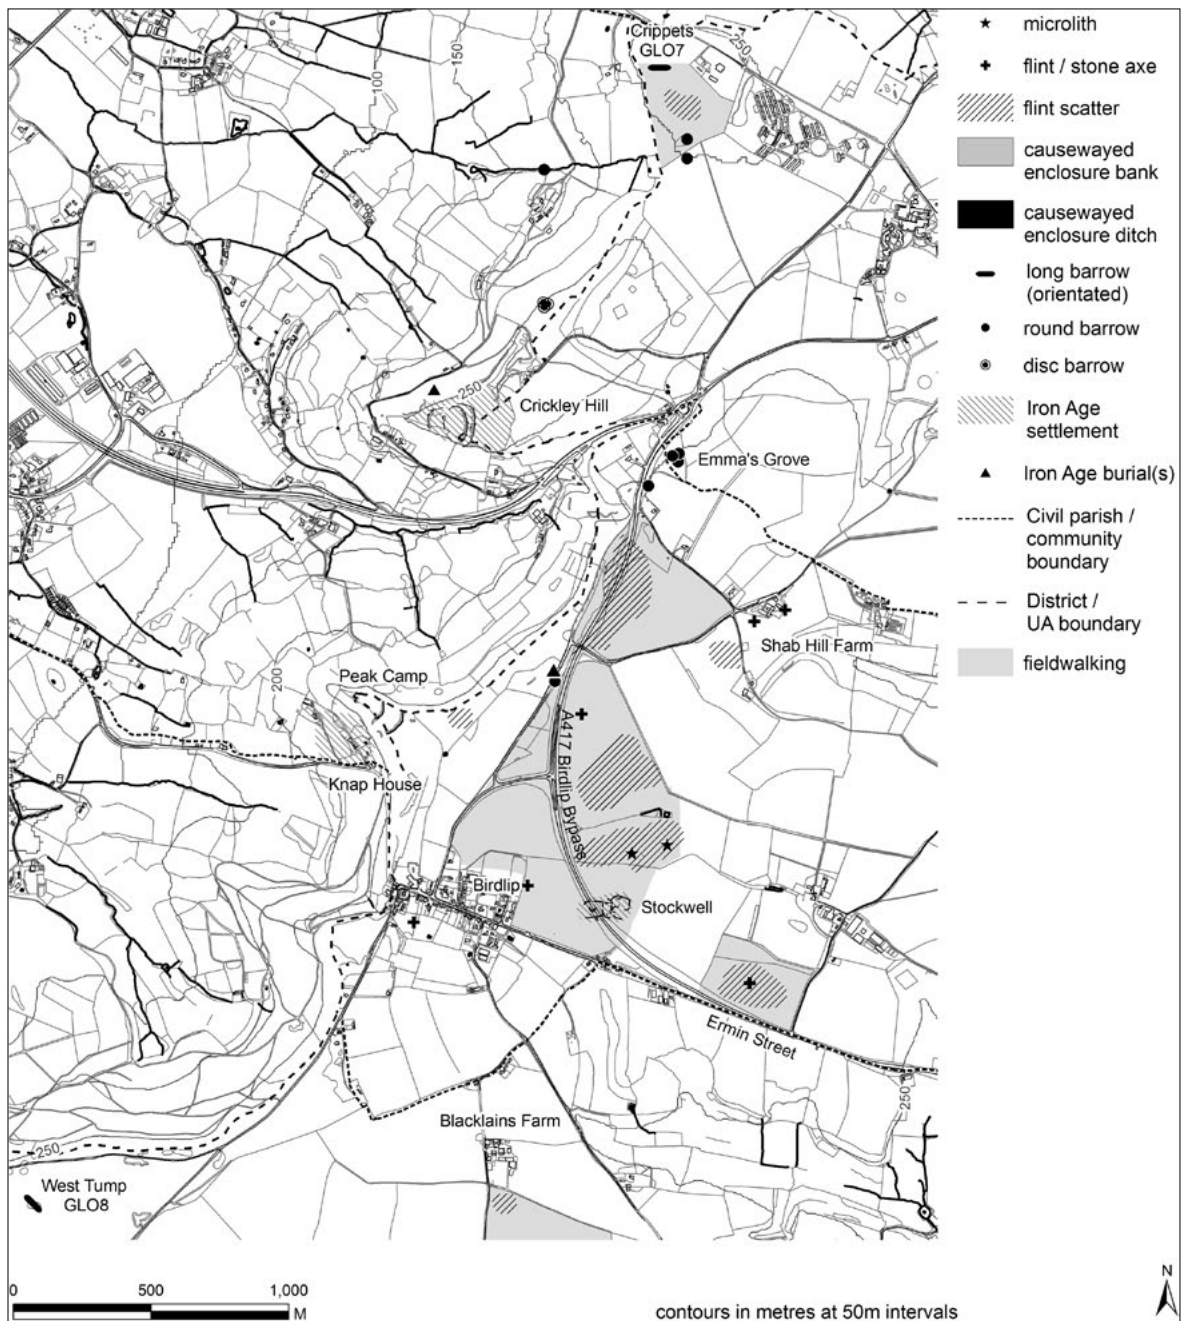 Crippets
GLO7
250
150
100
250
Crickley Hill
Emma's Grove
Shab Hill Farm
Peak Camp
200
Knap House
A417 Birdlip Bypass
Birdlip
Stockwell
Ermin Street
250
Blacklains Farm
250
West Tump
GLO8
microlith
flint / stone axe
flint scatter
causewayed
enclosure bank
causewayed
enclosure ditch
long barrow
(orientated)
round barrow
disc barrow
Iron Age
settlement
Iron Age burial(s)
Civil parish /
community
boundary
District /
UA boundary
fieldwalking
0 500 1,000
M
contours in metres at 50m intervals
N